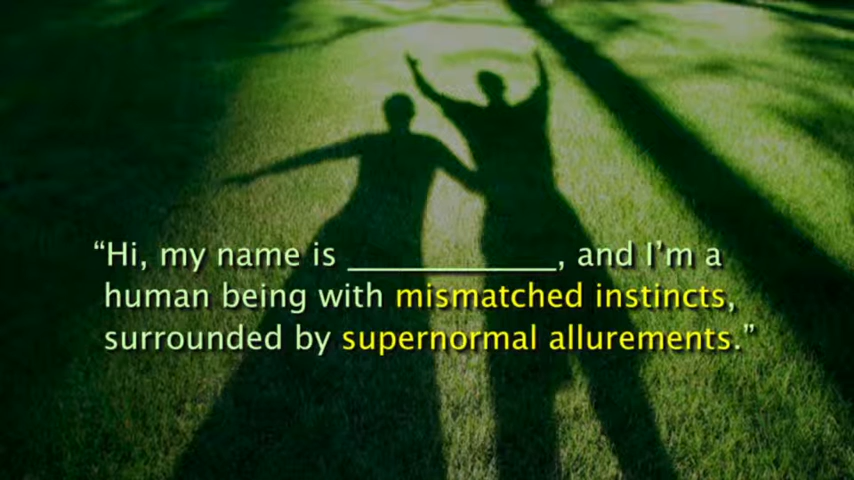 “Hi, my name is ____________, and I’m a
human being with mismatched instincts,
surrounded by supernormal allurements.”